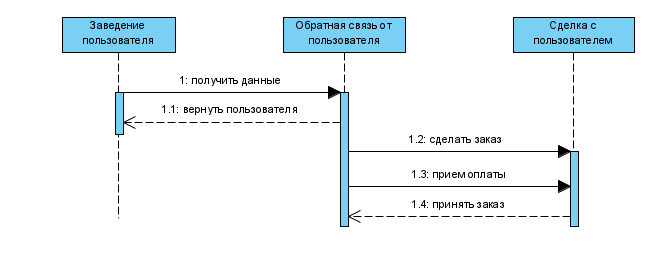 Заведение
пользователя
Обратная связь от
пользователя
Сделка с
пользователем
1: получить данные
1.1: вернуть пользователя
1.2: сделать заказ
1.3: прием оплаты
1.4: принять заказ